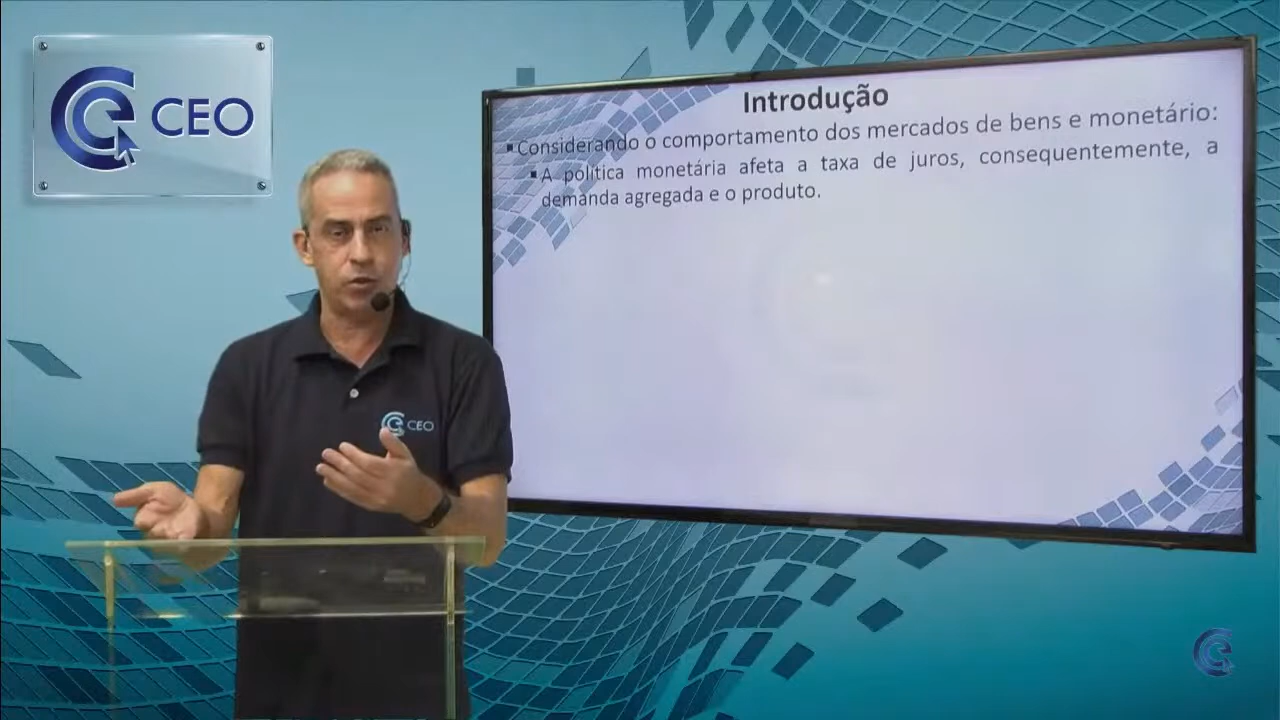 CEO
Introdução
▪Considerando o comportamento dos mercados de bens e monetário:
▪A política monetária afeta a taxa de juros, consequentemente, a
demanda agregada e o produto.
CEO